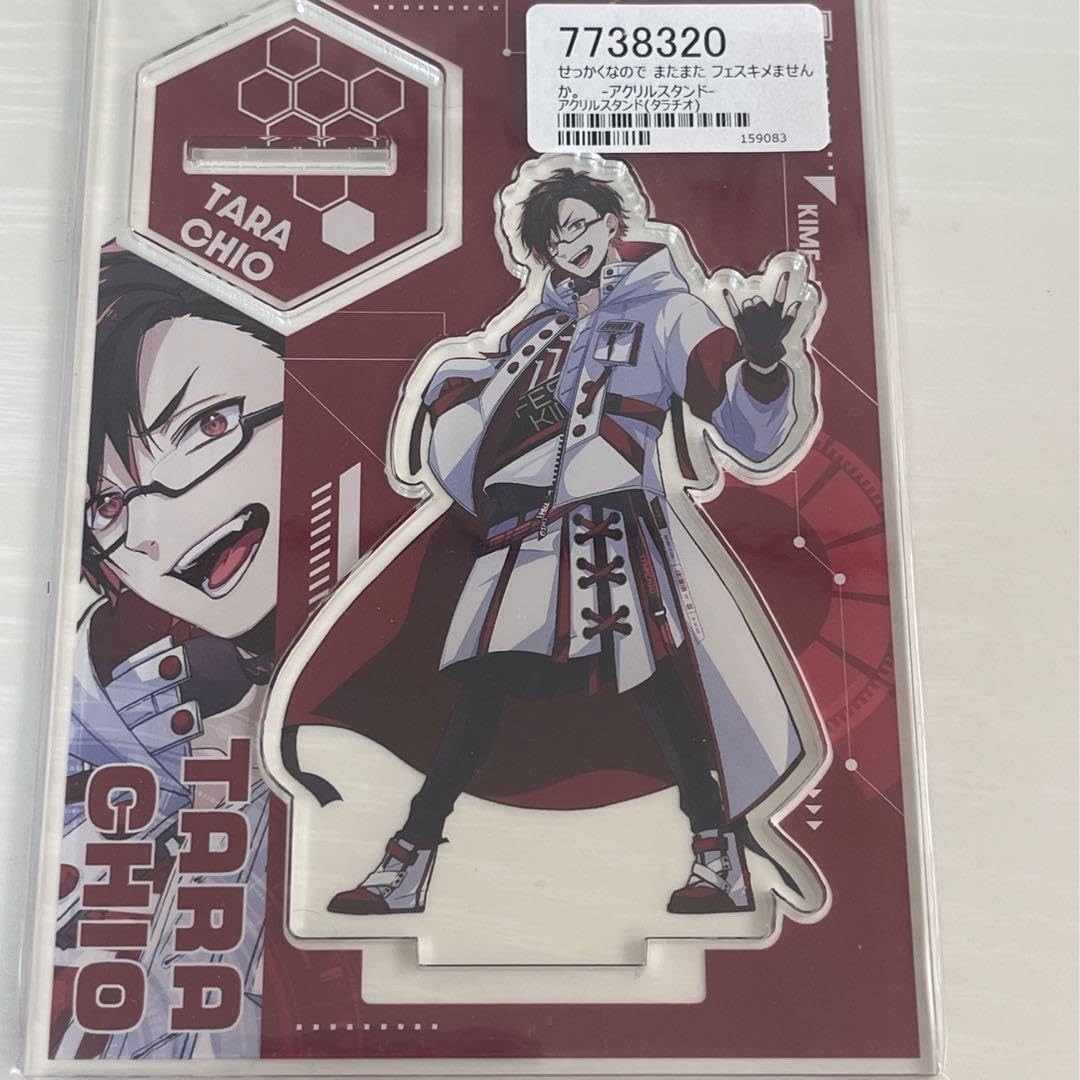 7738320
せっかくなので またまた フェスキメません
か。 -アクリルスタンド-
アクリルスタンド(タラチオ)
159083
TARA
CHIO
TARA
CHIO